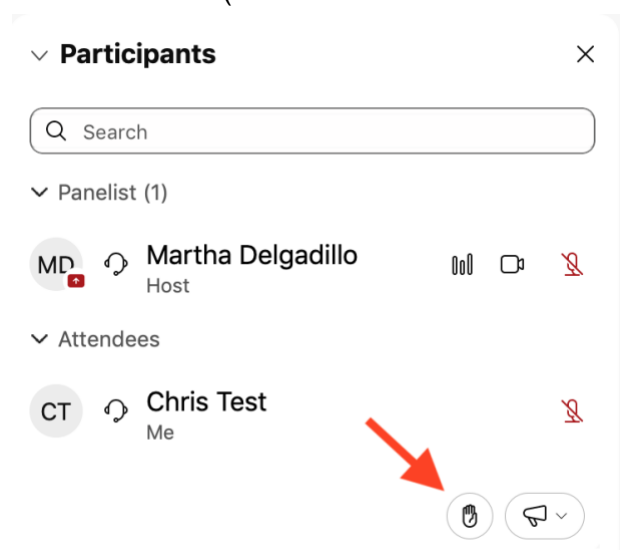 (
Participants
Search
Panelist (1)
MD
Martha Delgadillo
Host
Attendees
CT
Chris Test
Me